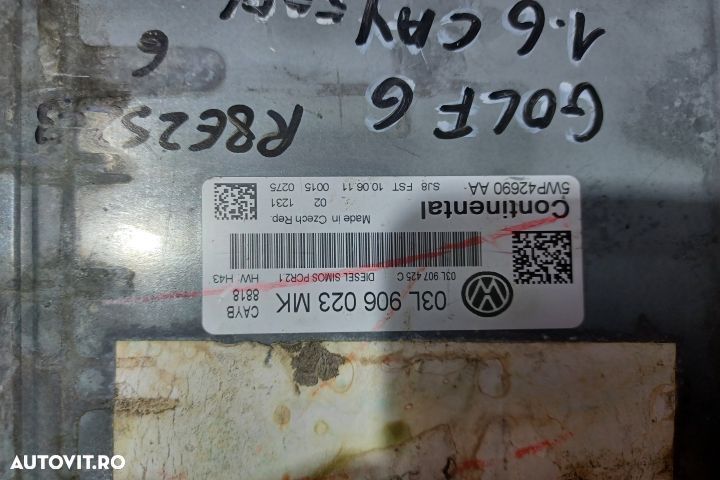 03L 906 023 MK
CAYB
8818
03L 907 425 C DIESEL SIMOS PCR2.1 HW H43
Continental
Made in Czech Rep.
5WP42690 AA
02 1231
SJ8 FST 10.06.11 0015 0275
GOLF 6
1.6
6
AUTOVIT.RO